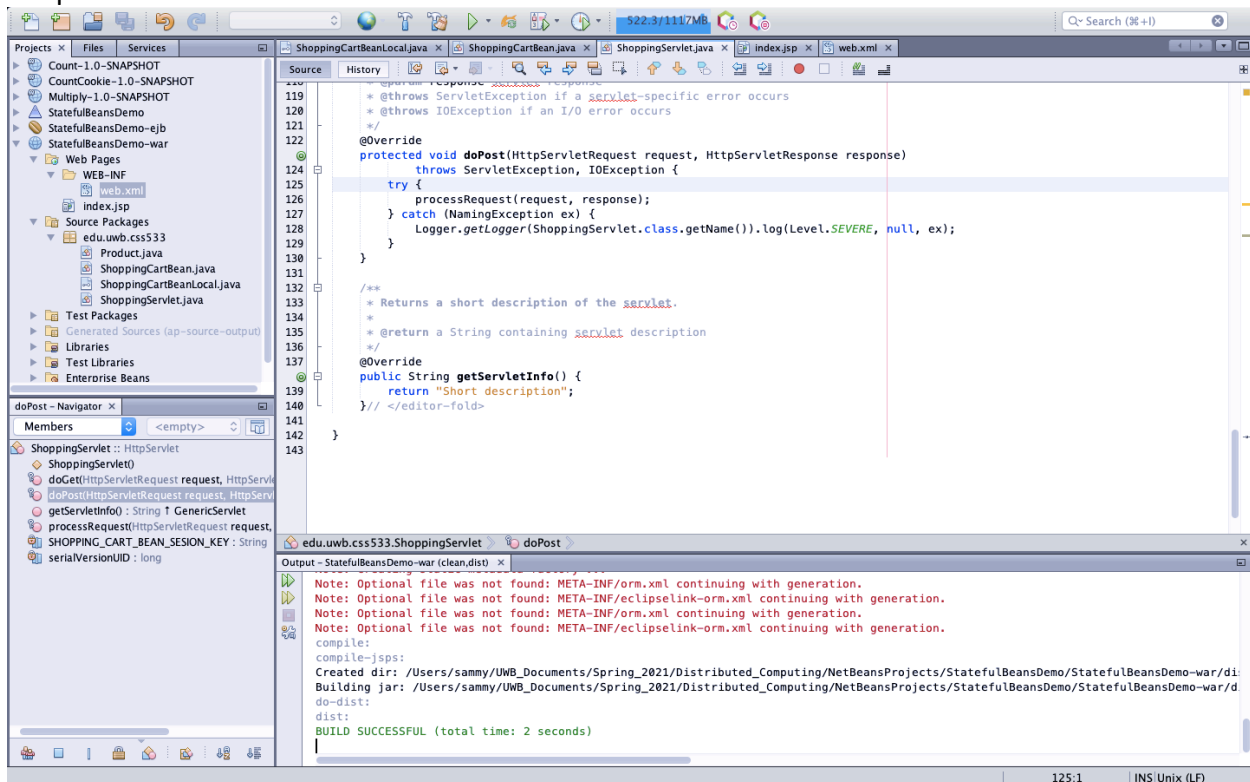 522.3/1117MB
Search (⌘+I)
Projects
Files
Services
Count-1.0-SNAPSHOT
CountCookie-1.0-SNAPSHOT
Multiply-1.0-SNAPSHOT
StatefulBeansDemo
StatefulBeansDemo-ejb
StatefulBeansDemo-war
Web Pages
WEB-INF
web.xml
index.jsp
Source Packages
edu.uwb.css533
Product.java
ShoppingCartBean.java
ShoppingCartBeanLocal.java
ShoppingServlet.java
Test Packages
Generated Sources (ap-source-output)
Libraries
Test Libraries
Enterprise Beans
doPost - Navigator
Members
<empty>
ShoppingServlet :: HttpServlet
ShoppingServlet()
doGet(HttpServletRequest request, HttpServle
doPost(HttpServletRequest request, HttpServl
getServletInfo() : String ↑ GenericServlet
processRequest(HttpServletRequest request,
SHOPPING_CART_BEAN_SESION_KEY : String
serialVersionUID : long
ShoppingCartBeanLocal.java
ShoppingCartBean.java
ShoppingServlet.java
index.jsp
web.xml
Source
History
* @param response servlet response
119 * @throws ServletException if a servlet-specific error occurs
120 * @throws IOException if an I/O error occurs
121 */
122 @Override
protected void doPost(HttpServletRequest request, HttpServletResponse response)
124 throws ServletException, IOException {
125 try {
126 processRequest(request, response);
127 } catch (NamingException ex) {
128 Logger.getLogger(ShoppingServlet.class.getName()).log(Level.SEVERE, null, ex);
129 }
130 }
131
132 /**
133 * Returns a short description of the servlet.
134 *
135 * @return a String containing servlet description
136 */
137 @Override
public String getServletInfo() {
139 return "Short description";
140 }// </editor-fold>
141
142 }
143
edu.uwb.css533.ShoppingServlet
doPost
Output - StatefulBeansDemo-war (clean,dist)
Note: Optional file was not found: META-INF/orm.xml continuing with generation.
Note: Optional file was not found: META-INF/eclipselink-orm.xml continuing with generation.
Note: Optional file was not found: META-INF/orm.xml continuing with generation.
Note: Optional file was not found: META-INF/eclipselink-orm.xml continuing with generation.
compile:
compile-jsps:
Created dir: /Users/sammy/UWB_Documents/Spring_2021/Distributed_Computing/NetBeansProjects/StatefulBeansDemo/StatefulBeansDemo-war/di
Building jar: /Users/sammy/UWB_Documents/Spring_2021/Distributed_Computing/NetBeansProjects/StatefulBeansDemo/StatefulBeansDemo-war/d
do-dist:
dist:
BUILD SUCCESSFUL (total time: 2 seconds)
125:1
INS
Unix (LF)